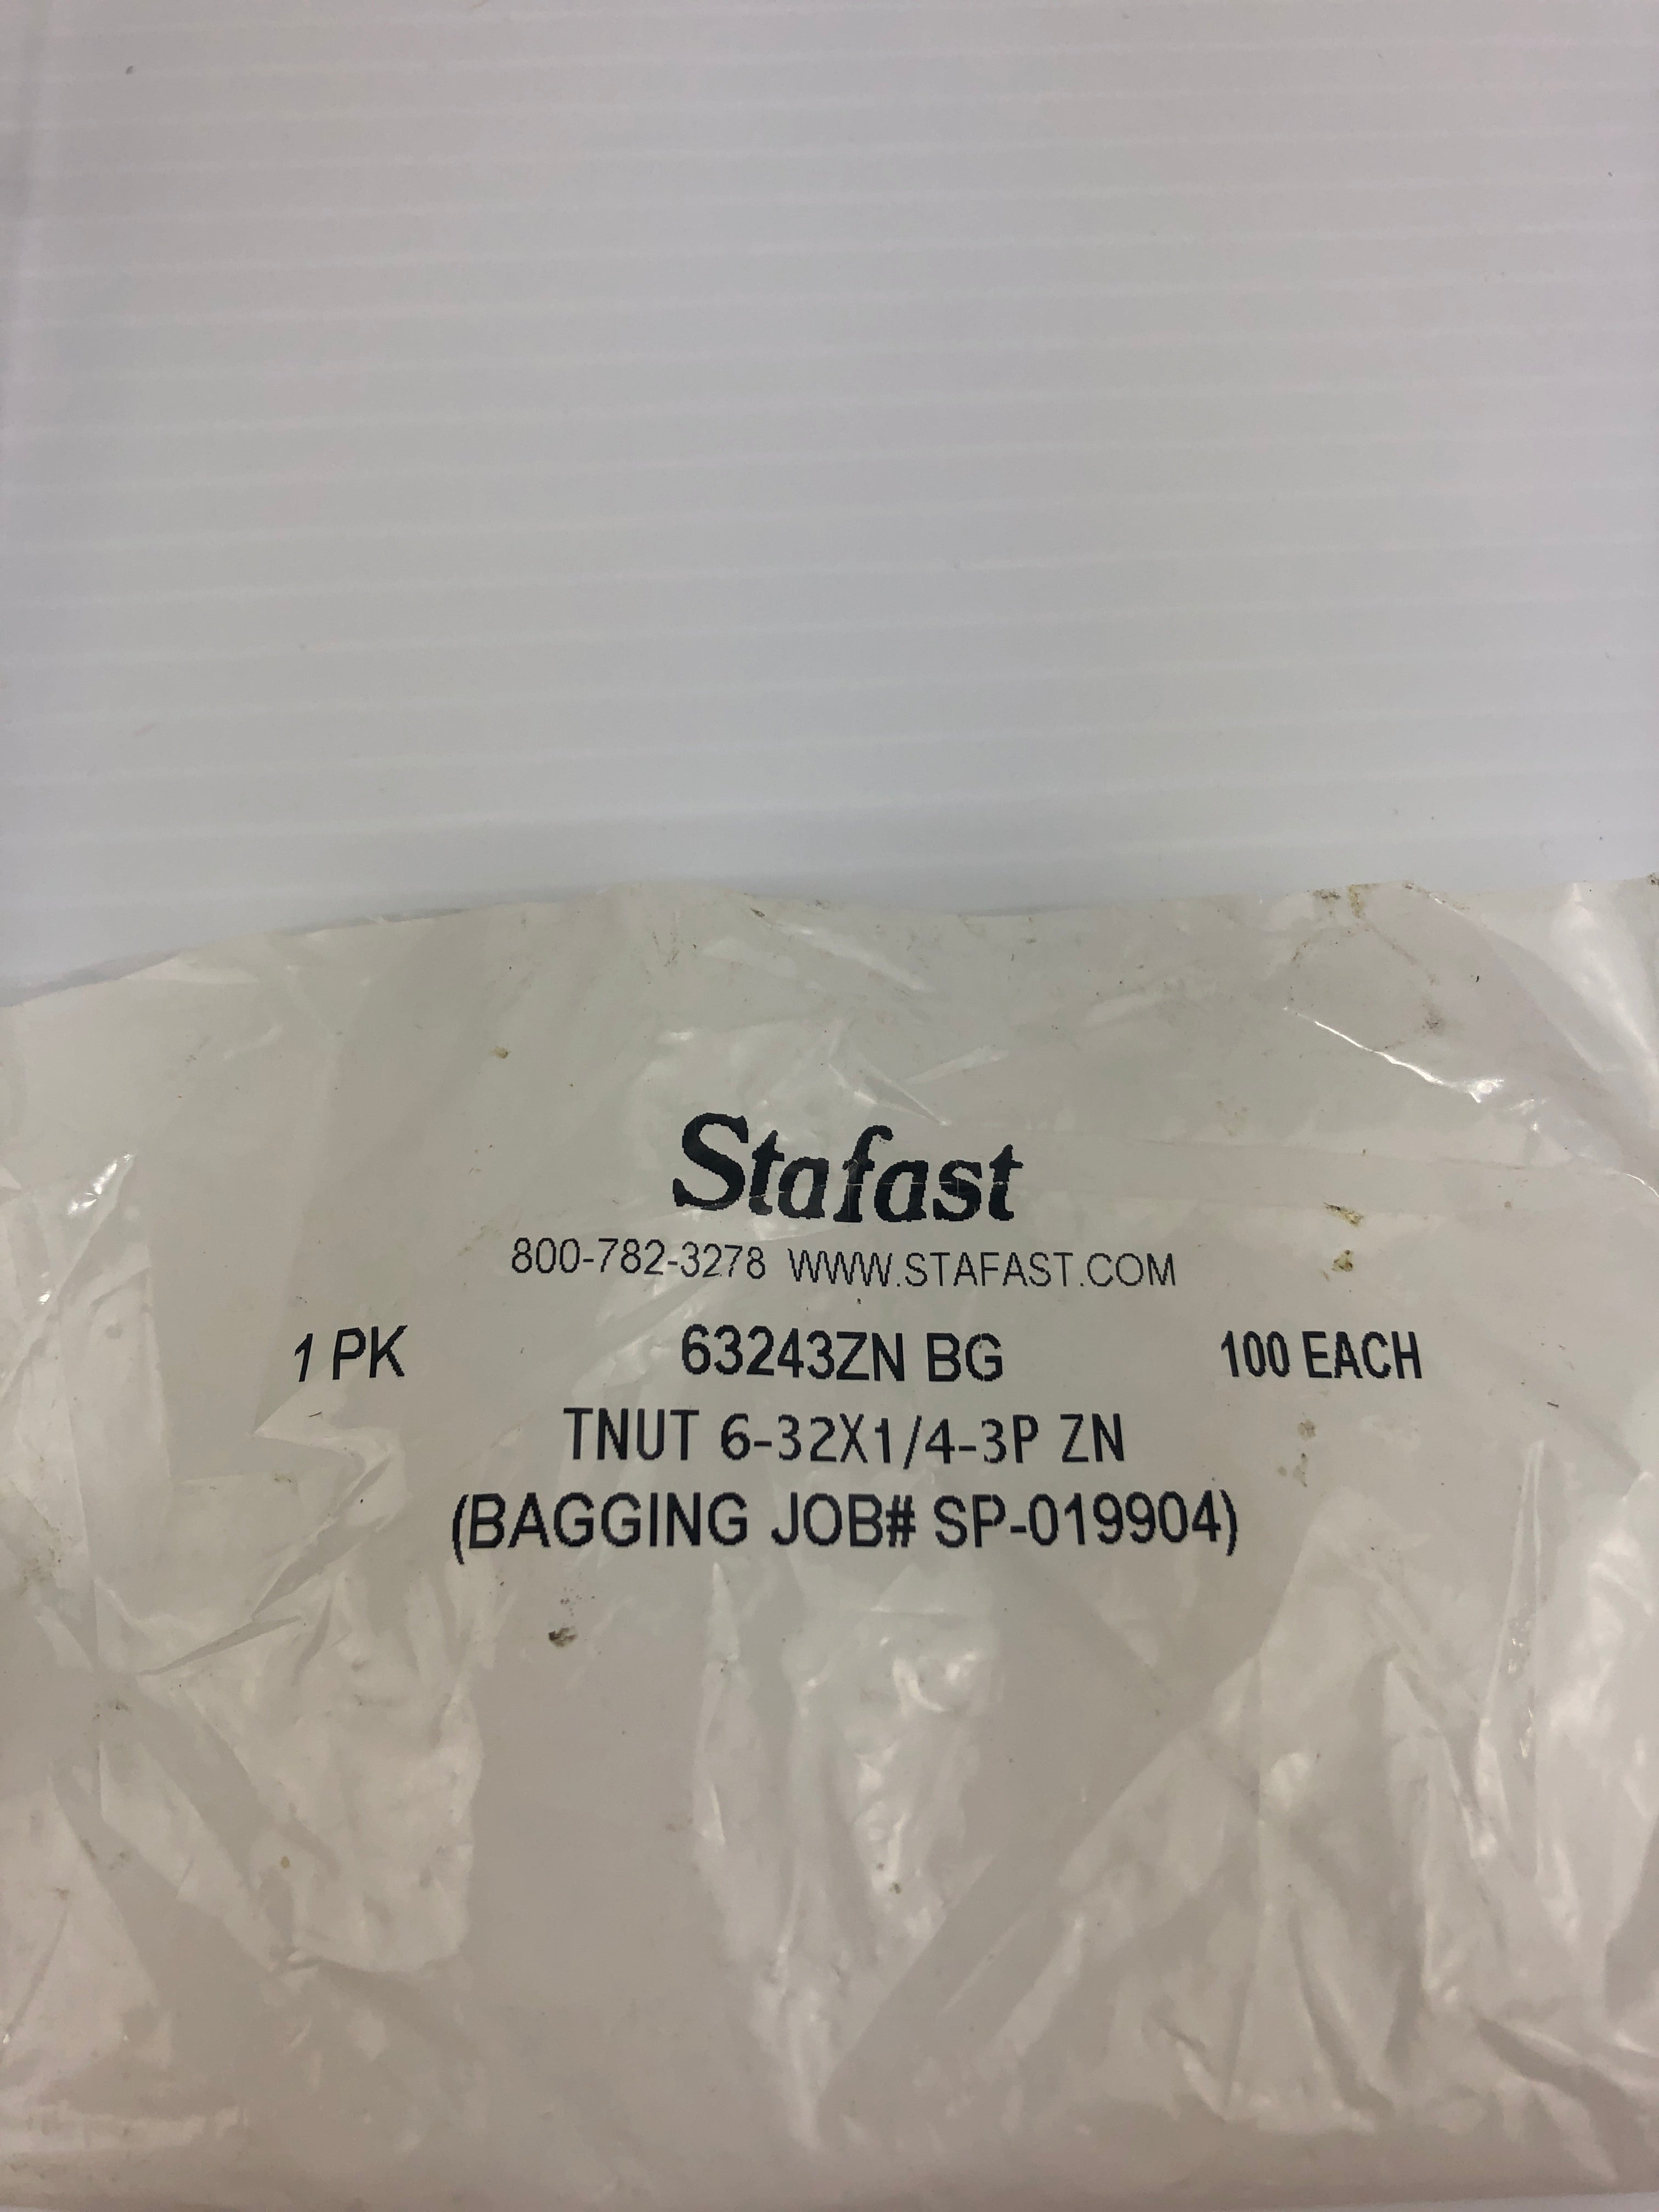 Stafast
800-782-3278 WWW.STAFAST.COM
1 PK 63243ZN BG 100 EACH
TNUT 6-32X1/4-3P ZN
(BAGGING JOB# SP-019904)